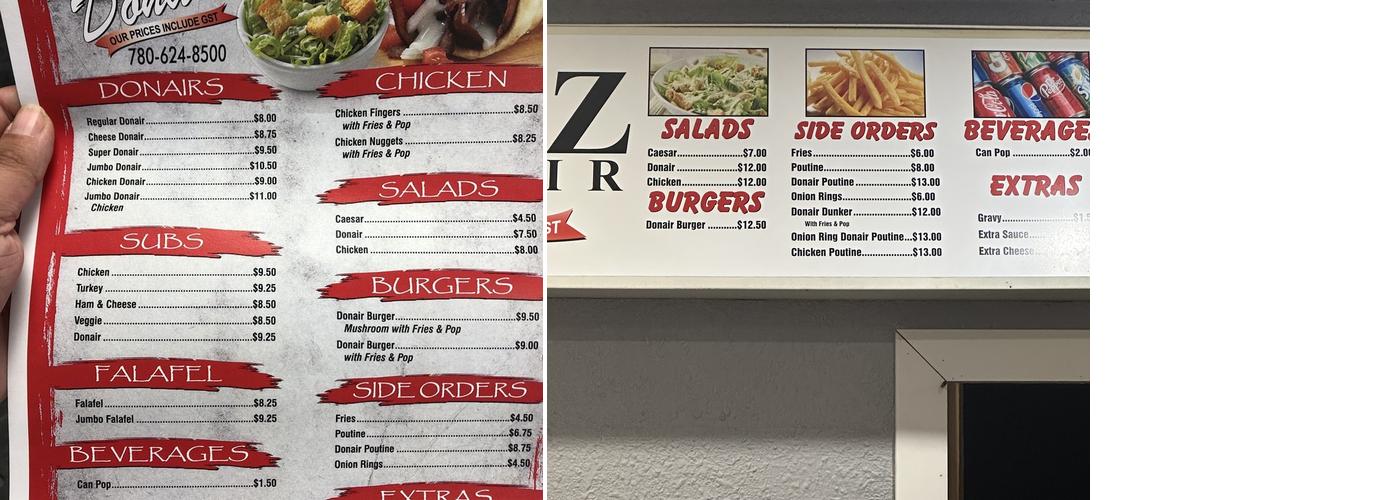 Dona
OUR PRICES INCLUDE GST
780-624-8500
DONAIRS
Regular Donair $8.00
Cheese Donair $8.75
Super Donair $9.50
Jumbo Donair $10.50
Chicken Donair $9.00
Jumbo Donair $11.00
Chicken
SUBS
Chicken $9.50
Turkey $9.25
Ham & Cheese $8.50
Veggie $8.50
Donair $9.25
FALAFEL
Falafel $8.25
Jumbo Falafel $9.25
BEVERAGES
Can Pop $1.50
CHICKEN
Chicken Fingers $8.50
with Fries & Pop
Chicken Nuggets $8.25
with Fries & Pop
SALADS
Caesar $4.50
Donair $7.50
Chicken $8.00
BURGERS
Donair Burger $9.50
Mushroom with Fries & Pop
Donair Burger $9.00
with Fries & Pop
SIDE ORDERS
Fries $4.50
Poutine $6.75
Donair Poutine $8.75
Onion Rings $4.50
EXTRAS
Z
IR
ST
SALADS
Caesar $7.00
Donair $12.00
Chicken $12.00
BURGERS
Donair Burger $12.50
SIDE ORDERS
Fries $6.00
Poutine $8.00
Donair Poutine $13.00
Onion Rings $6.00
Donair Dunker $12.00
With Fries & Pop
Onion Ring Donair Poutine $13.00
Chicken Poutine $13.00
pepsi
Dr Pepper
BEVERAGES
Can Pop $2.00
EXTRAS
Gravy $1.5
Extra Sauce
Extra Cheese